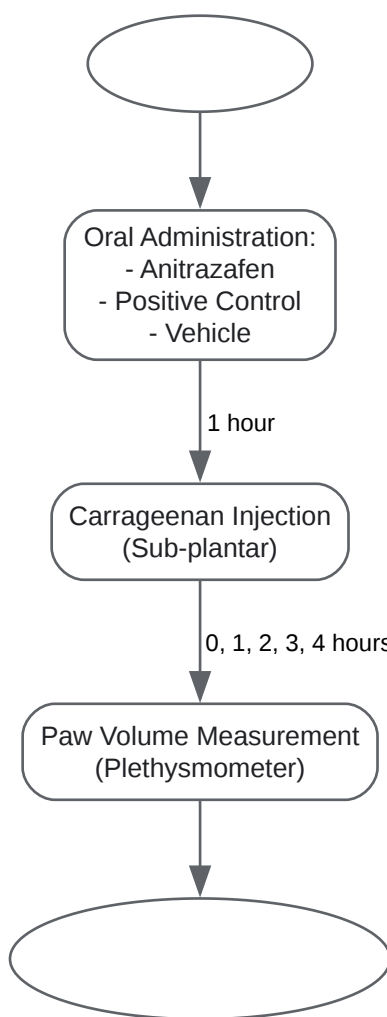 Oral Administration:
- Anitrazafen
- Positive Control
- Vehicle
1 hour
Carrageenan Injection
(Sub-plantar)
0, 1, 2, 3, 4 hours
Paw Volume Measurement
(Plethysmometer)